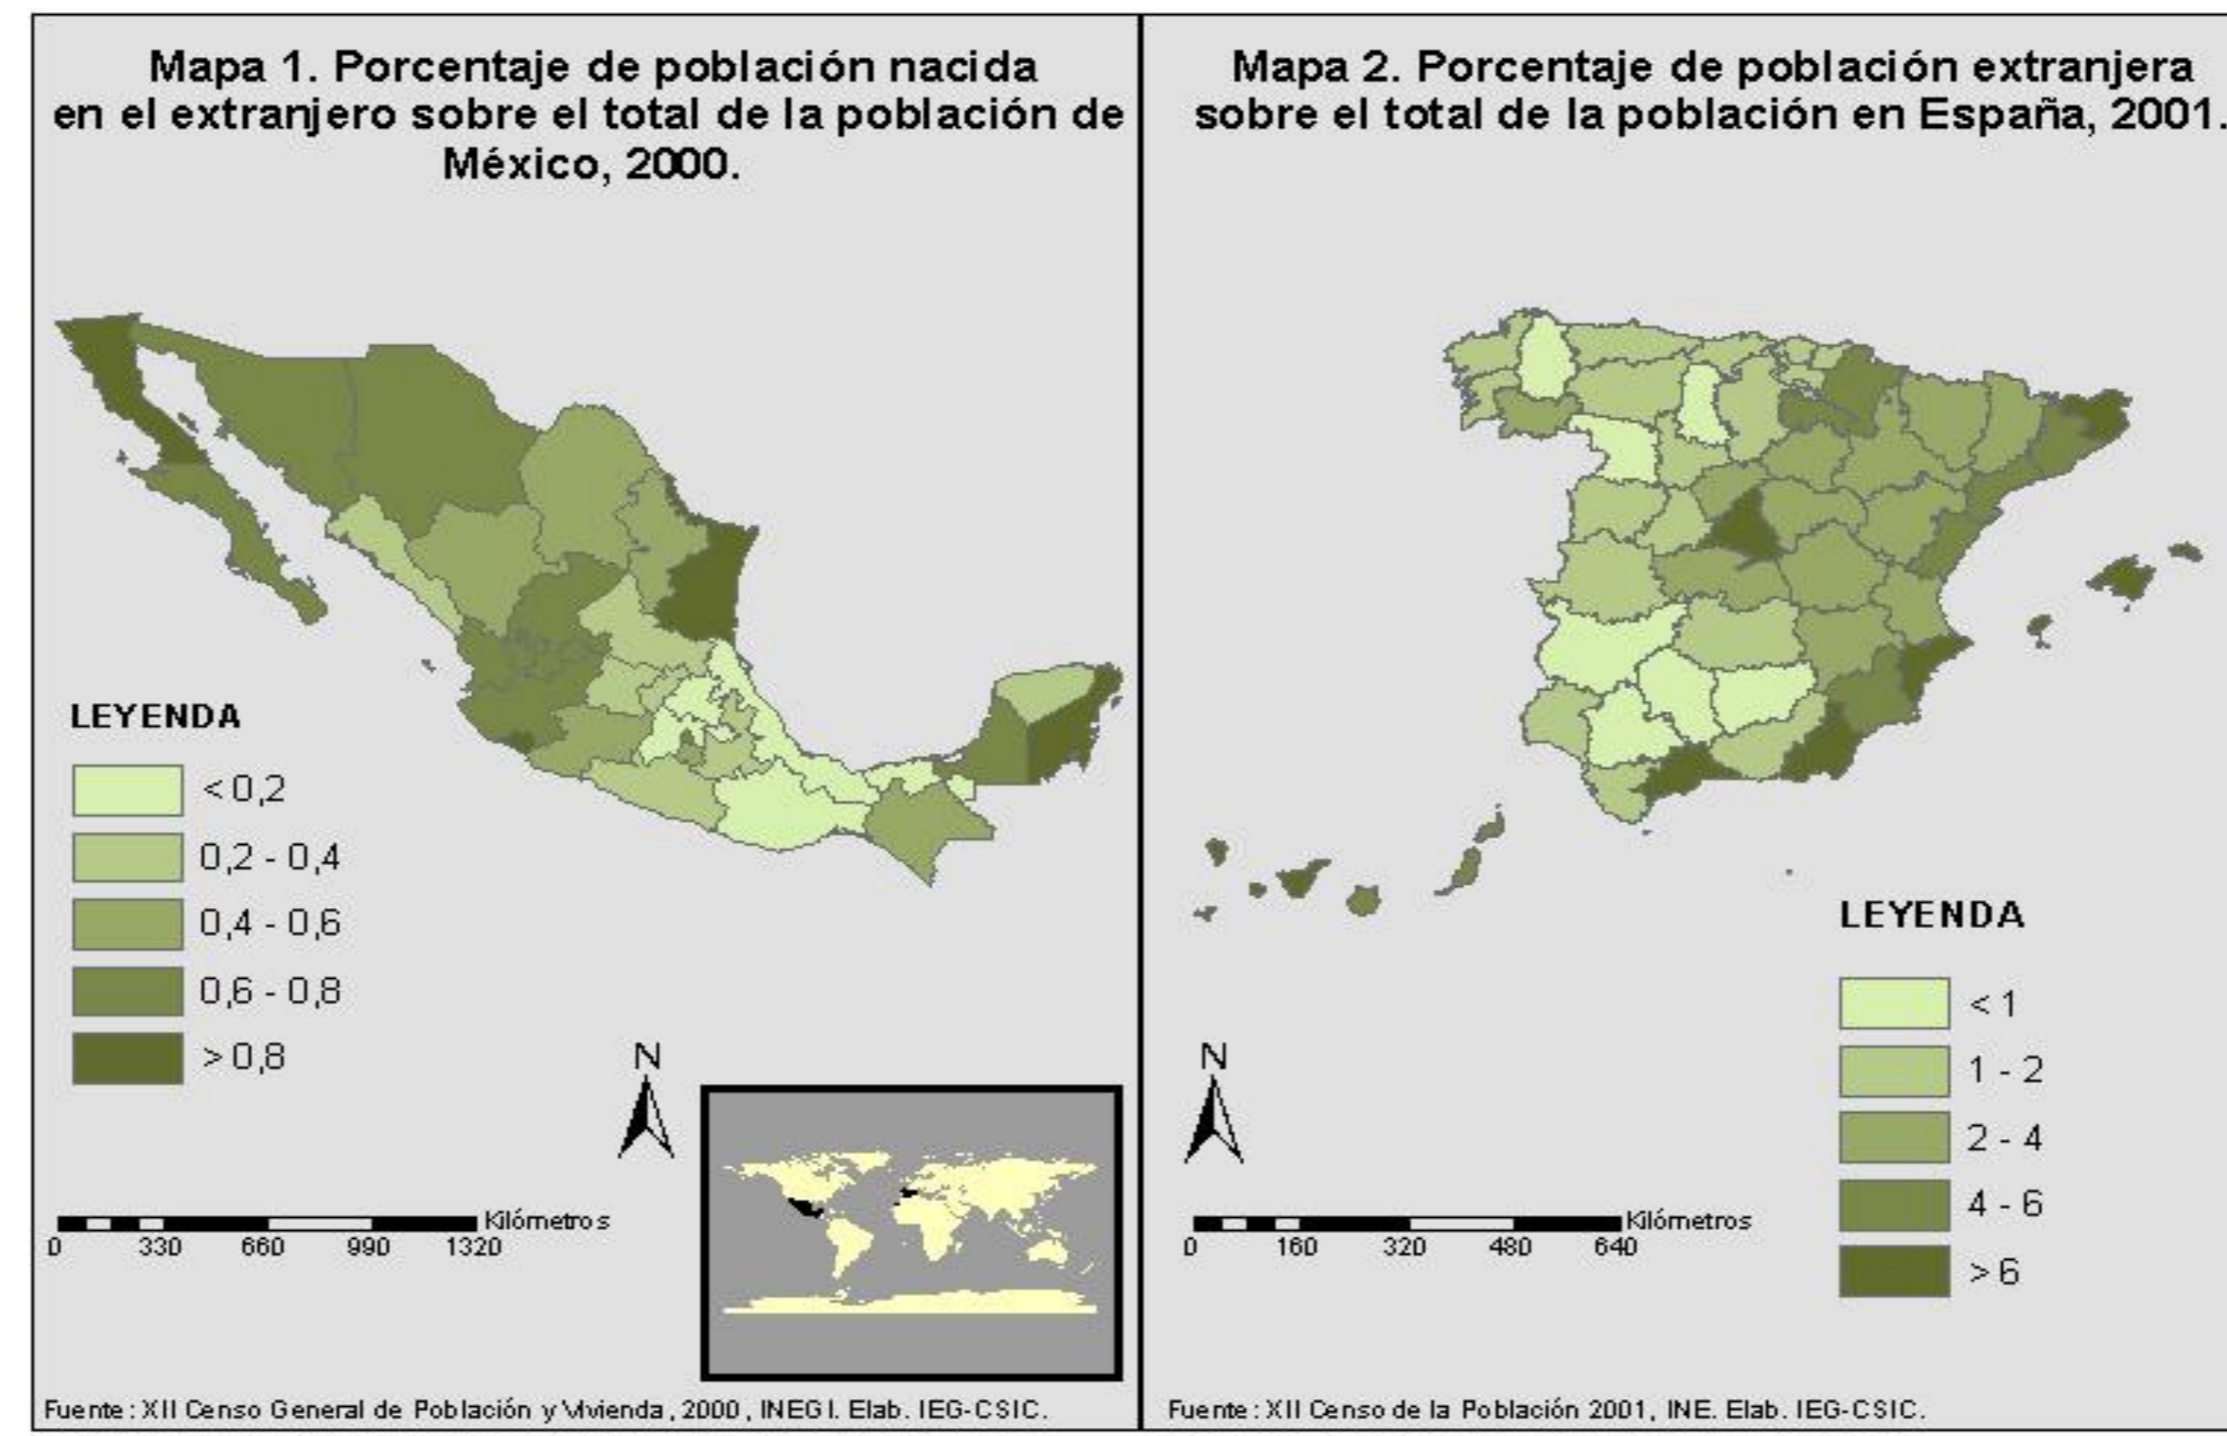 Mapa 1. Porcentaje de población nacida
en el extranjero sobre el total de la población de
México, 2000.
LEYENDA
< 0,2
0,2 - 0,4
0,4 - 0,6
0,6 - 0,8
> 0,8
N
Kilómetros
0 330 660 990 1320
Fuente: XII Censo General de Población y Vivienda, 2000, INEGI. Elab. IEG-CSIC.
Mapa 2. Porcentaje de población extranjera
sobre el total de la población en España, 2001.
LEYENDA
< 1
1 - 2
2 - 4
4 - 6
> 6
N
Kilómetros
0 160 320 480 640
Fuente: XII Censo de la Población 2001, INE. Elab. IEG-CSIC.